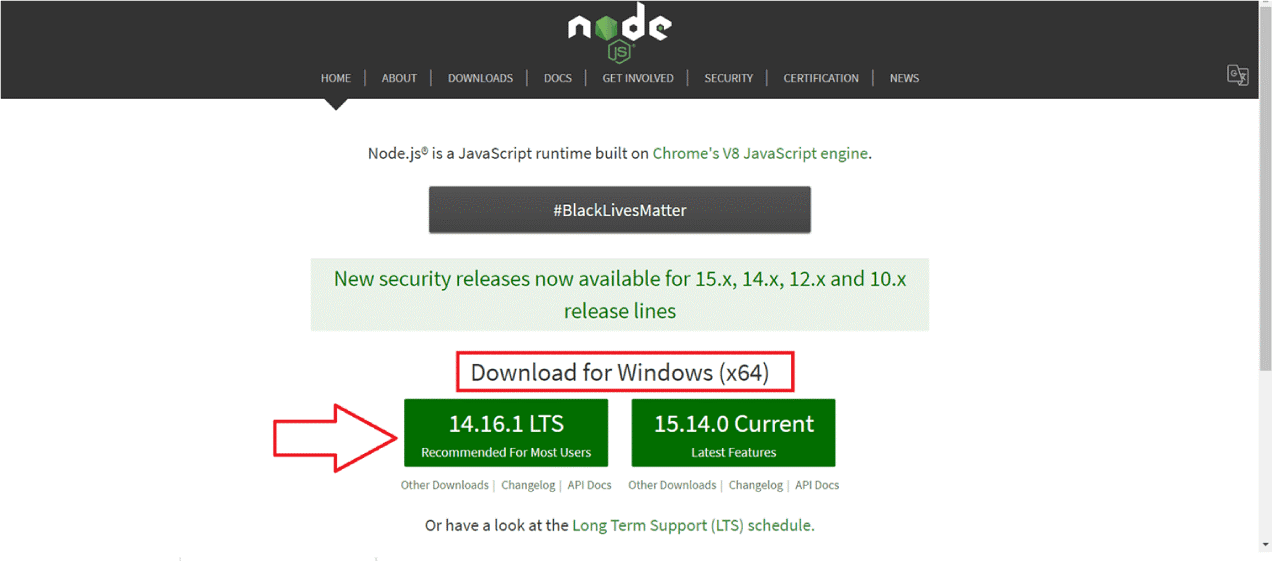 node
JS
HOME | ABOUT | DOWNLOADS | DOCS | GET INVOLVED | SECURITY | CERTIFICATION | NEWS
Node.js® is a JavaScript runtime built on Chrome's V8 JavaScript engine.
#BlackLivesMatter
New security releases now available for 15.x, 14.x, 12.x and 10.x
release lines
Download for Windows (x64)
14.16.1 LTS
Recommended For Most Users
15.14.0 Current
Latest Features
Other Downloads | Changelog | API Docs
Other Downloads | Changelog | API Docs
Or have a look at the Long Term Support (LTS) schedule.